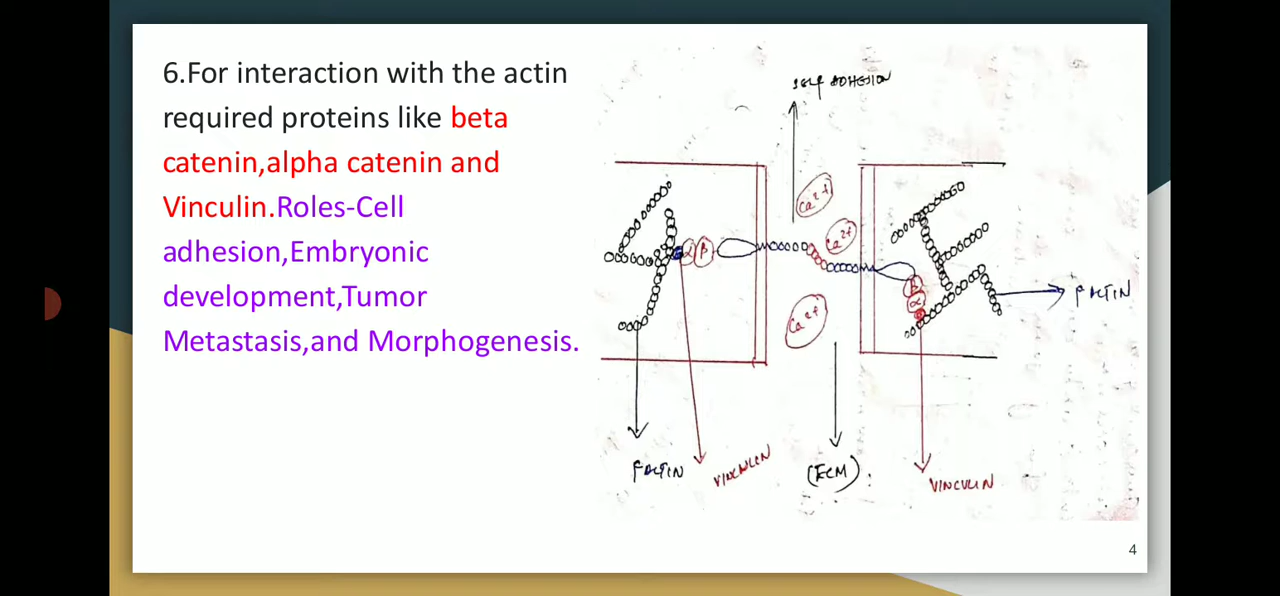 6.For interaction with the actin
required proteins like beta
catenin,alpha catenin and
Vinculin.Roles-Cell
adhesion,Embryonic
development,Tumor
Metastasis,and Morphogenesis.
SELF ADHESION
Ca²⁺
Ca²⁺
α β
β
α
Ca²⁺
F ACTIN
F ACTIN
VINCULIN
(ECM)
VINCULIN
4